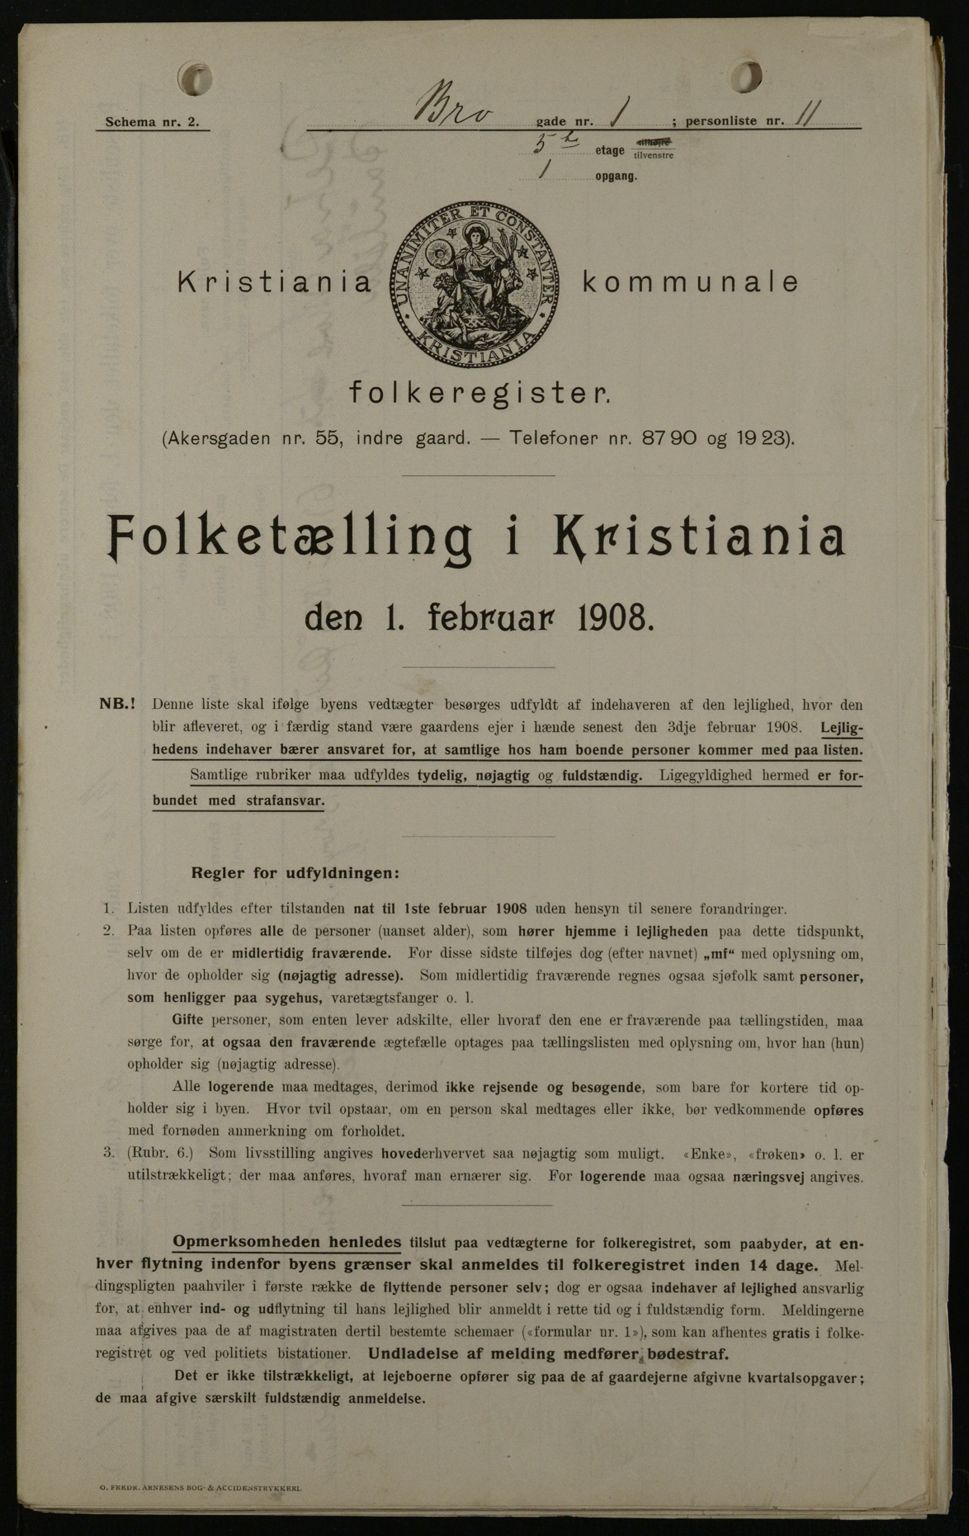 Schema nr. 2.
Bro gade nr. 1 ; personliste nr. 11
5te etage tilvenstre
1 opgang.
UNANIMITER ET CONSTANTER
KRISTIANIA
Kristiania kommunale
folkeregister.
(Akersgaden nr. 55, indre gaard. — Telefoner nr. 8790 og 1923).
Folketælling i Kristiania
den 1. februar 1908.
NB.! Denne liste skal ifølge byens vedtægter besørges udfyldt af indehaveren af den lejlighed, hvor den
blir afleveret, og i færdig stand være gaardens ejer i hænde senest den 3dje februar 1908. Lejlig-
hedens indehaver bærer ansvaret for, at samtlige hos ham boende personer kommer med paa listen.
Samtlige rubriker maa udfyldes tydelig, nøjagtig og fuldstændig. Ligegyldighed hermed er for-
bundet med strafansvar.
Regler for udfyldningen:
1. Listen udfyldes efter tilstanden nat til 1ste februar 1908 uden hensyn til senere forandringer.
2. Paa listen opføres alle de personer (uanset alder), som hører hjemme i lejligheden paa dette tidspunkt,
selv om de er midlertidig fraværende. For disse sidste tilføjes dog (efter navnet) „mf“ med oplysning om,
hvor de opholder sig (nøjagtig adresse). Som midlertidig fraværende regnes ogsaa sjøfolk samt personer,
som henligger paa sygehus, varetægtsfanger o. l.
Gifte personer, som enten lever adskilte, eller hvoraf den ene er fraværende paa tællingstiden, maa
sørge for, at ogsaa den fraværende ægtefælle optages paa tællingslisten med oplysning om, hvor han (hun)
opholder sig (nøjagtig adresse).
Alle logerende maa medtages, derimod ikke rejsende og besøgende, som bare for kortere tid op-
holder sig i byen. Hvor tvil opstaar, om en person skal medtages eller ikke, bør vedkommende opføres
med fornøden anmerkning om forholdet.
3. (Rubr. 6.) Som livsstilling angives hovederhvervet saa nøjagtig som muligt. «Enke», «frøken» o. l. er
utilstrækkeligt; der maa anføres, hvoraf man ernærer sig. For logerende maa ogsaa næringsvej angives.
Opmerksomheden henledes tilslut paa vedtægterne for folkeregistret, som paabyder, at en-
hver flytning indenfor byens grænser skal anmeldes til folkeregistret inden 14 dage. Mel-
dingspligten paahviler i første række de flyttende personer selv; dog er ogsaa indehaver af lejlighed ansvarlig
for, at enhver ind- og udflytning til hans lejlighed blir anmeldt i rette tid og i fuldstændig form. Meldingerne
maa afgives paa de af magistraten dertil bestemte schemaer («formular nr. 1»), som kan afhentes gratis i folke-
registret og ved politiets bistationer. Undladelse af melding medfører bødestraf.
Det er ikke tilstrækkeligt, at lejeboerne opfører sig paa de af gaardejerne afgivne kvartalsopgaver;
de maa afgive særskilt fuldstændig anmeldelse.
O. FREDR. ARNESENS BOG- & ACCIDENSTRYKKERI.